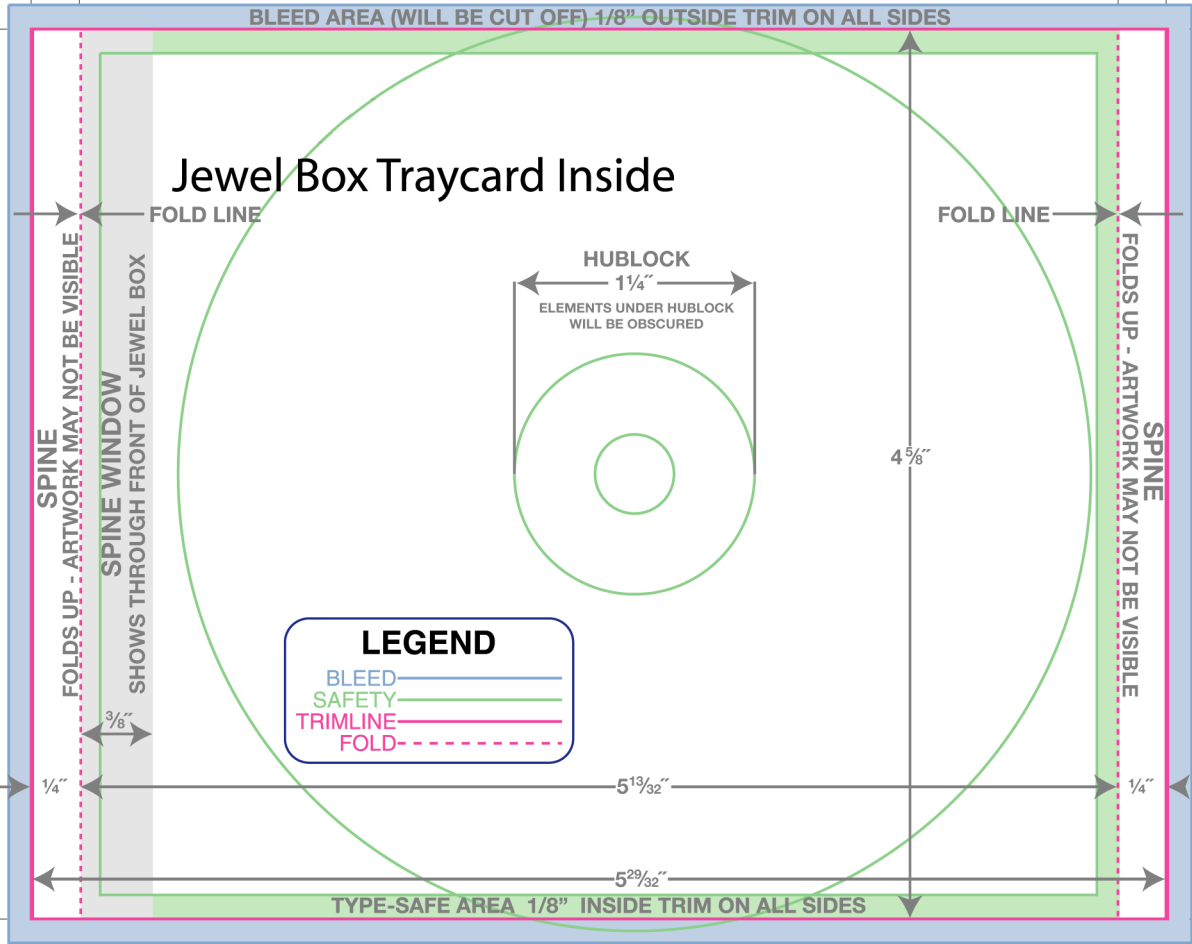 BLEED AREA (WILL BE CUT OFF) 1/8” OUTSIDE TRIM ON ALL SIDES
Jewel Box Traycard Inside
FOLD LINE
FOLD LINE
SPINE
FOLDS UP - ARTWORK MAY NOT BE VISIBLE
SPINE WINDOW
SHOWS THROUGH FRONT OF JEWEL BOX
HUBLOCK
1¼˝
ELEMENTS UNDER HUBLOCK
WILL BE OBSCURED
4⅝˝
FOLDS UP - ARTWORK MAY NOT BE VISIBLE
SPINE
LEGEND
BLEED
SAFETY
TRIMLINE
FOLD
⅜˝
¼˝
5 13/32˝
¼˝
5 29/32˝
TYPE-SAFE AREA 1/8” INSIDE TRIM ON ALL SIDES